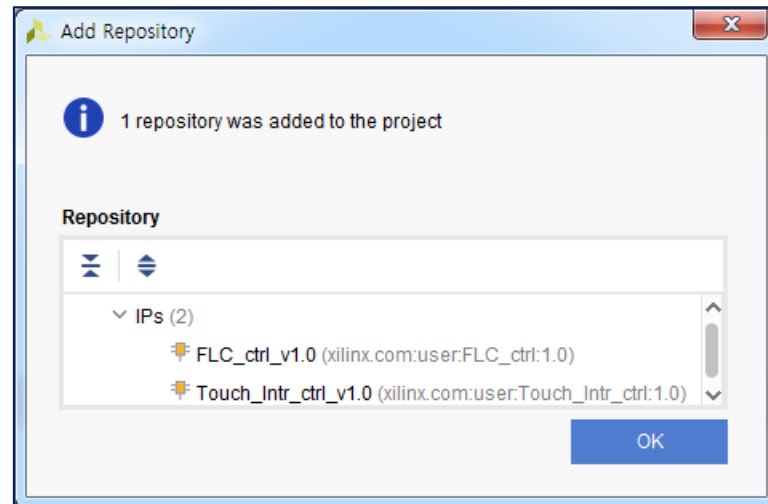 Add Repository
1 repository was added to the project
Repository
IPs (2)
FLC_ctrl_v1.0 (xilinx.com:user:FLC_ctrl:1.0)
Touch_Intr_ctrl_v1.0 (xilinx.com:user:Touch_Intr_ctrl:1.0)
OK